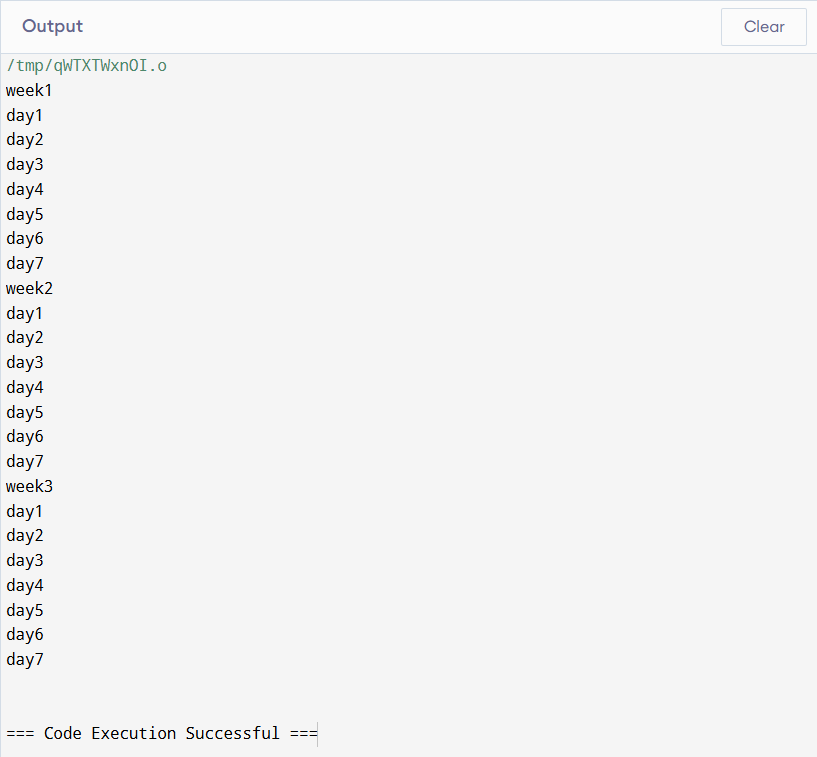 Output
Clear
/tmp/qWTXTWxnOI.o
week1
day1
day2
day3
day4
day5
day6
day7
week2
day1
day2
day3
day4
day5
day6
day7
week3
day1
day2
day3
day4
day5
day6
day7
=== Code Execution Successful ===